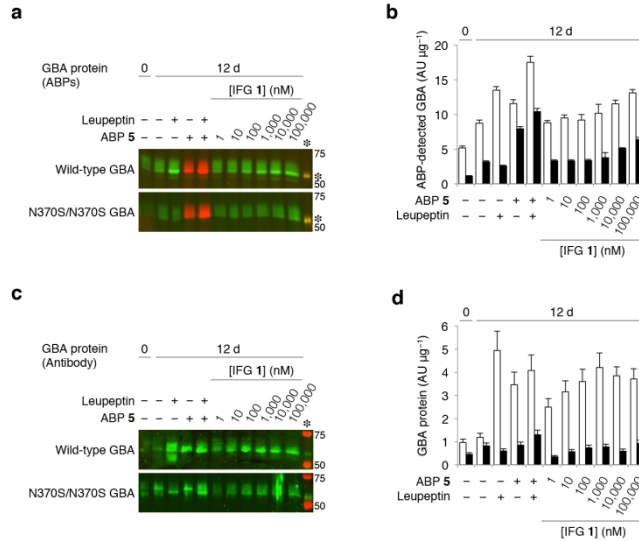 a
GBA protein
(ABPs)
0
12 d
[IFG 1] (nM)
Leupeptin – – + – + 1 10 100 1,000 10,000 100,000
ABP 5 – – – + +
*
Wild-type GBA
75
*
50
N370S/N370S GBA
75
*
50
b
0
12 d
ABP-detected GBA (AU µg⁻¹)
20
15
10
5
0
ABP 5 – – – + + 1 10 100 1,000 10,000 100,000
Leupeptin – – + – +
[IFG 1] (nM)
c
GBA protein
(Antibody)
0
12 d
[IFG 1] (nM)
Leupeptin – – + – + 1 10 100 1,000 10,000 100,000
ABP 5 – – – + +
*
Wild-type GBA
75
50
N370S/N370S GBA
75
50
d
0
12 d
GBA protein (AU µg⁻¹)
6
5
4
3
2
1
0
ABP 5 – – – + + 1 10 100 1,000 10,000 100,000
Leupeptin – – + – +
[IFG 1] (nM)